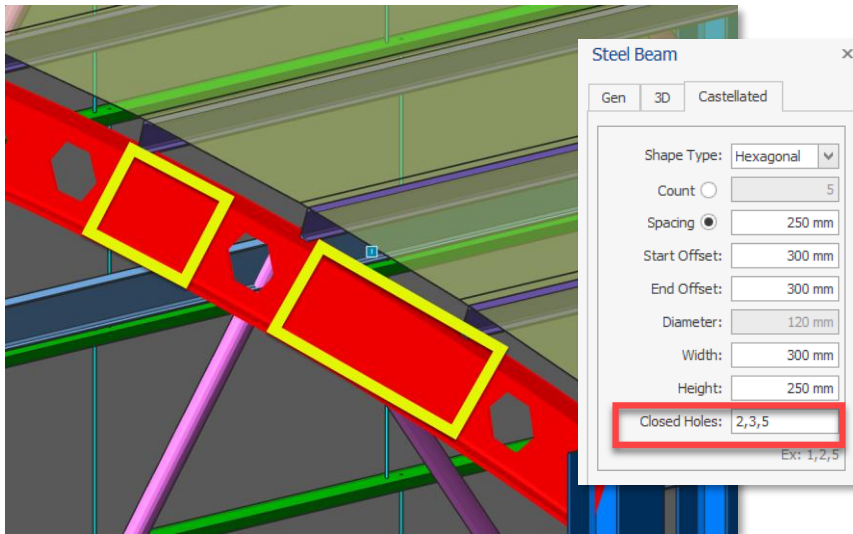 Steel Beam ×
Gen 3D Castellated
Shape Type: Hexagonal
Count 5
Spacing 250 mm
Start Offset: 300 mm
End Offset: 300 mm
Diameter: 120 mm
Width: 300 mm
Height: 250 mm
Closed Holes: 2,3,5
Ex: 1,2,5